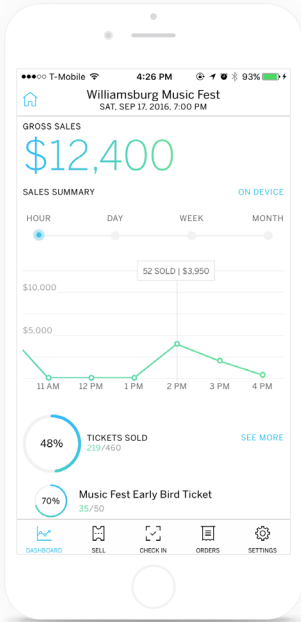 T-Mobile 4:26 PM 93%
Williamsburg Music Fest
SAT, SEP 17, 2016, 7:00 PM
GROSS SALES
$12,400
SALES SUMMARY ON DEVICE
HOUR DAY WEEK MONTH
52 SOLD | $3,950
$10,000
$5,000
11 AM 12 PM 1 PM 2 PM 3 PM 4 PM
48% TICKETS SOLD SEE MORE
219/460
70% Music Fest Early Bird Ticket
35/50
DASHBOARD SELL CHECK IN ORDERS SETTINGS